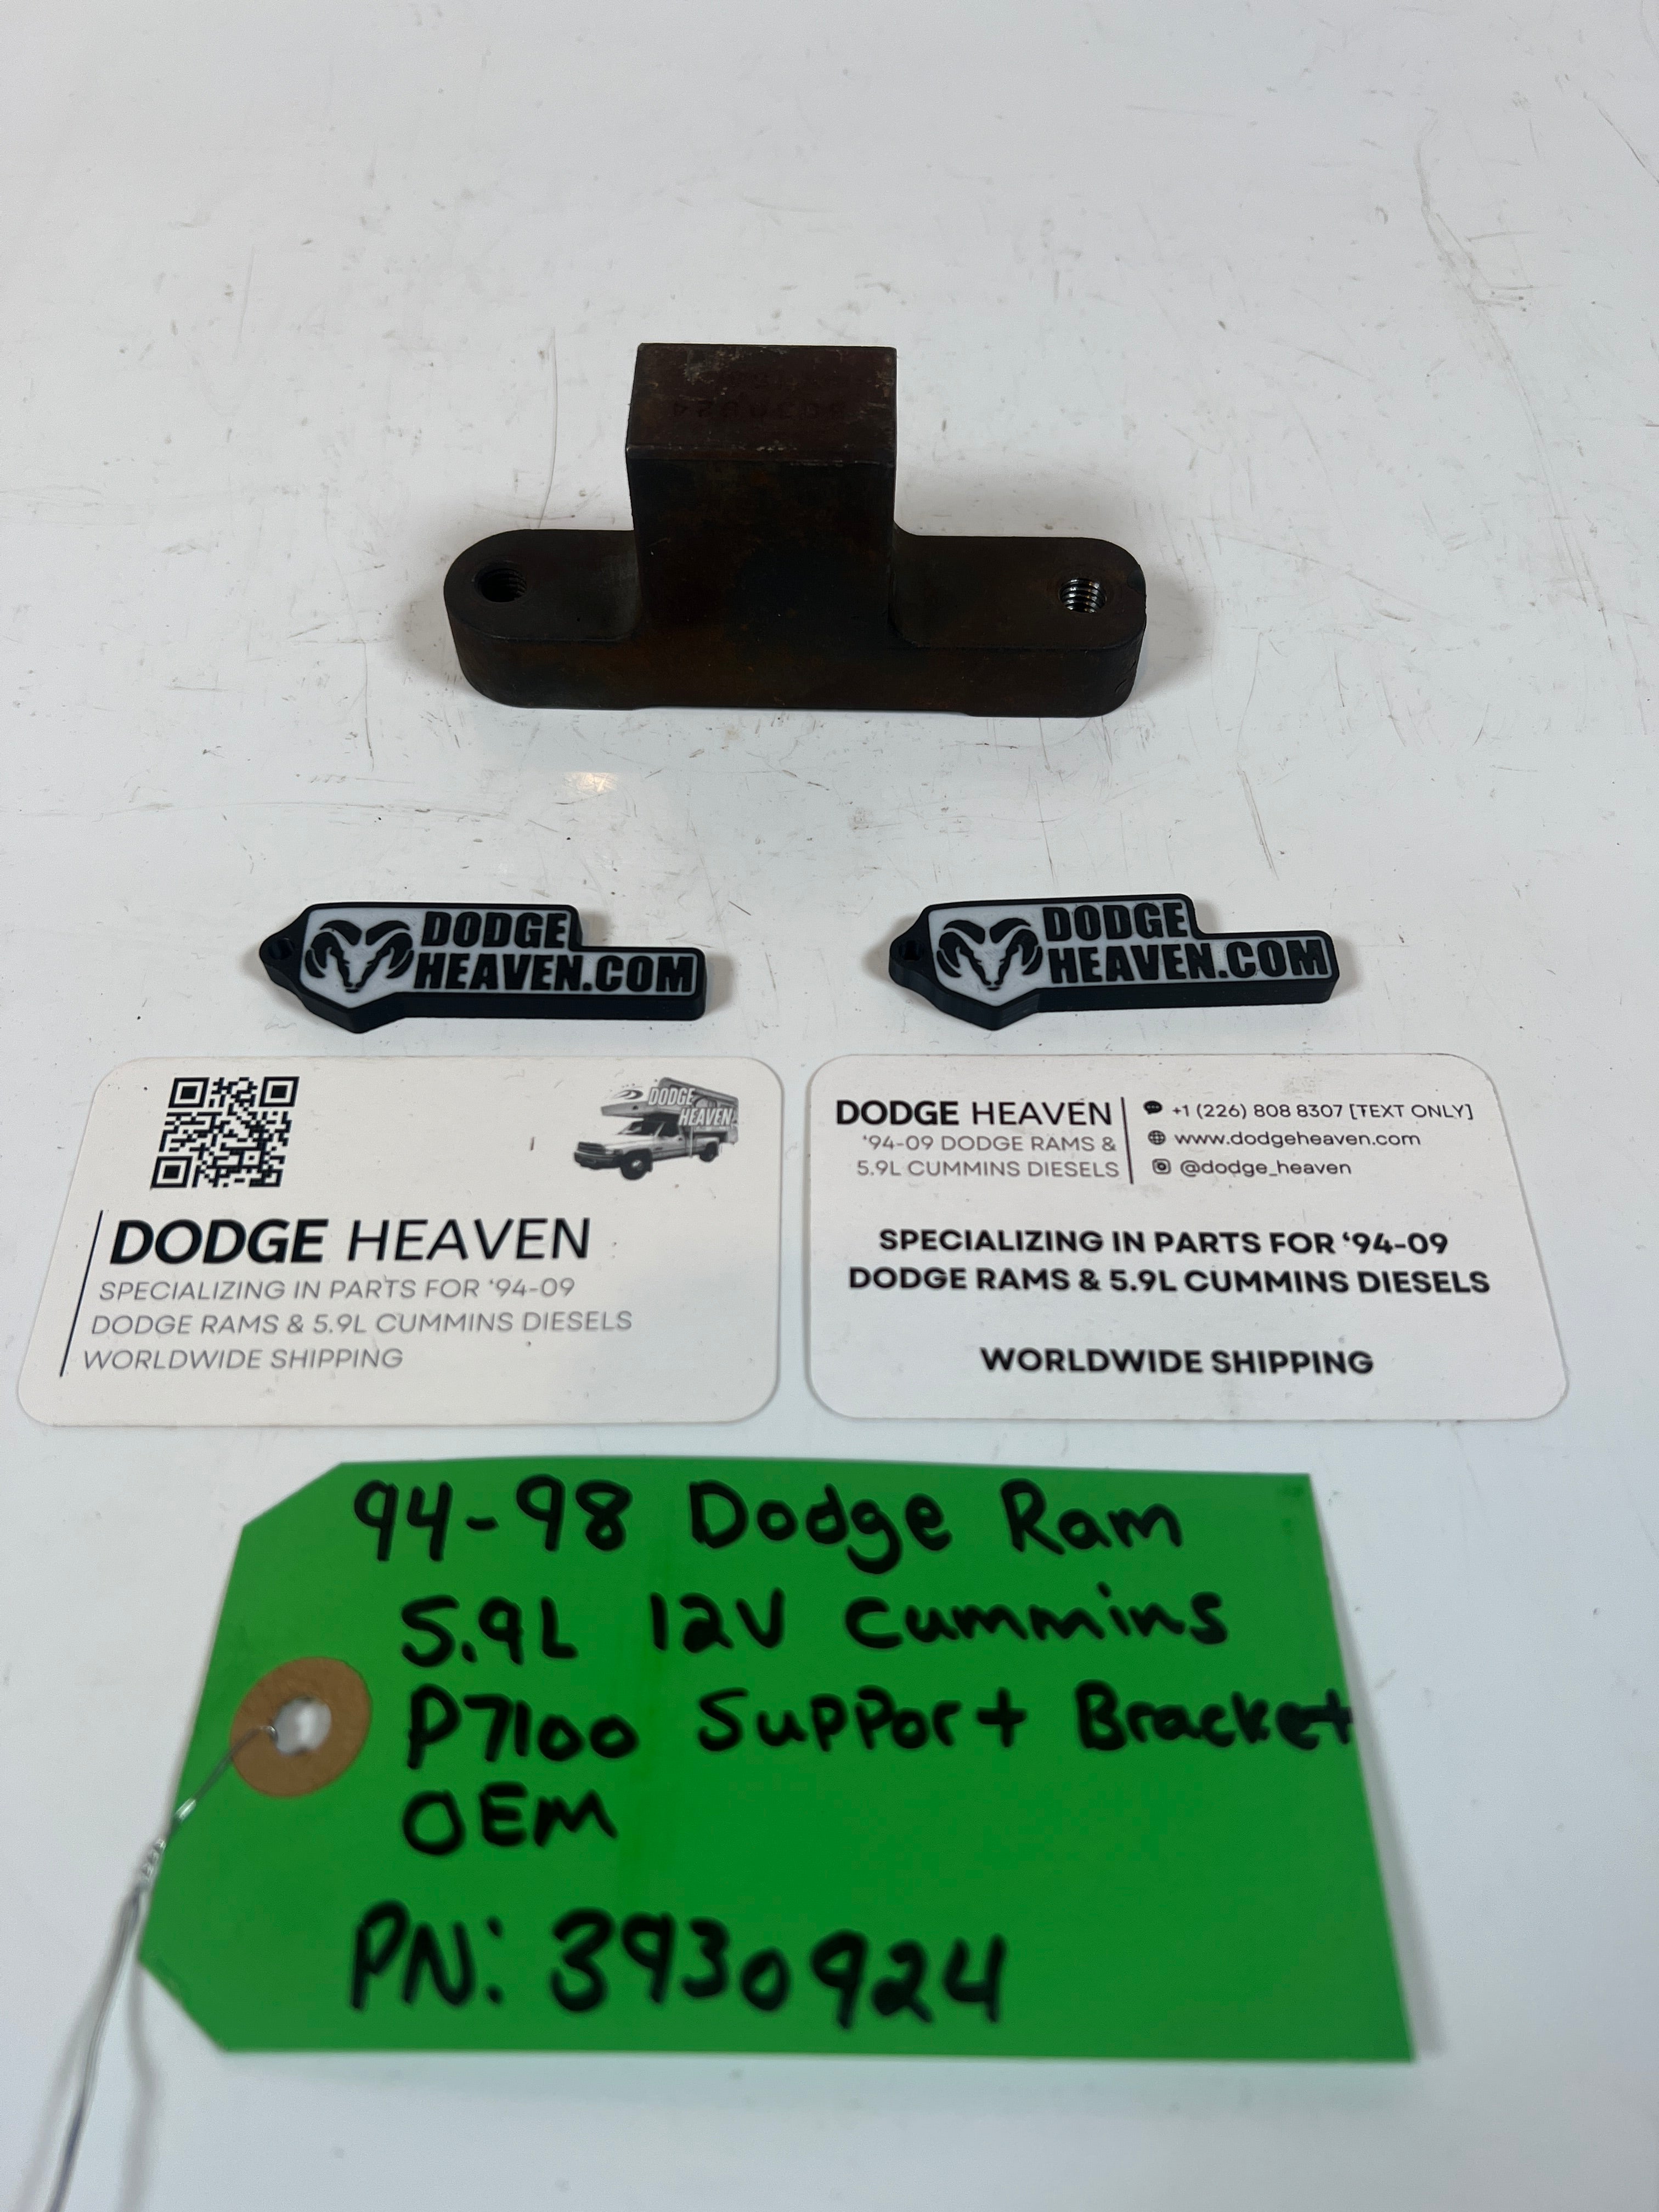 DODGE
HEAVEN.COM
DODGE
HEAVEN.COM
DODGE
HEAVEN
DODGE HEAVEN
SPECIALIZING IN PARTS FOR ‘94-09
DODGE RAMS & 5.9L CUMMINS DIESELS
WORLDWIDE SHIPPING
DODGE HEAVEN
‘94-09 DODGE RAMS &
5.9L CUMMINS DIESELS
+1 (226) 808 8307 [TEXT ONLY]
www.dodgeheaven.com
@dodge_heaven
SPECIALIZING IN PARTS FOR ‘94-09
DODGE RAMS & 5.9L CUMMINS DIESELS
WORLDWIDE SHIPPING
94-98 Dodge Ram
5.9L 12V Cummins
P7100 Support Bracket
OEM
PN: 3930924